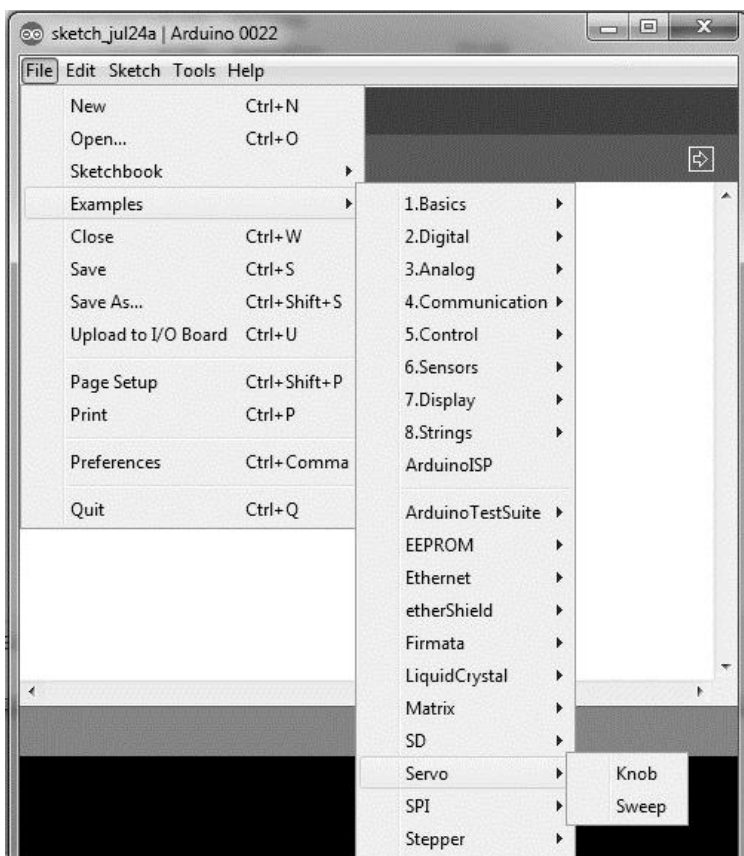 sketch_jul24a | Arduino 0022
File Edit Sketch Tools Help
New Ctrl+N
Open... Ctrl+O
Sketchbook
Examples
Close Ctrl+W
Save Ctrl+S
Save As... Ctrl+Shift+S
Upload to I/O Board Ctrl+U
Page Setup Ctrl+Shift+P
Print Ctrl+P
Preferences Ctrl+Comma
Quit Ctrl+Q
1.Basics
2.Digital
3.Analog
4.Communication
5.Control
6.Sensors
7.Display
8.Strings
ArduinoISP
ArduinoTestSuite
EEPROM
Ethernet
etherShield
Firmata
LiquidCrystal
Matrix
SD
Servo
SPI
Stepper
Knob
Sweep